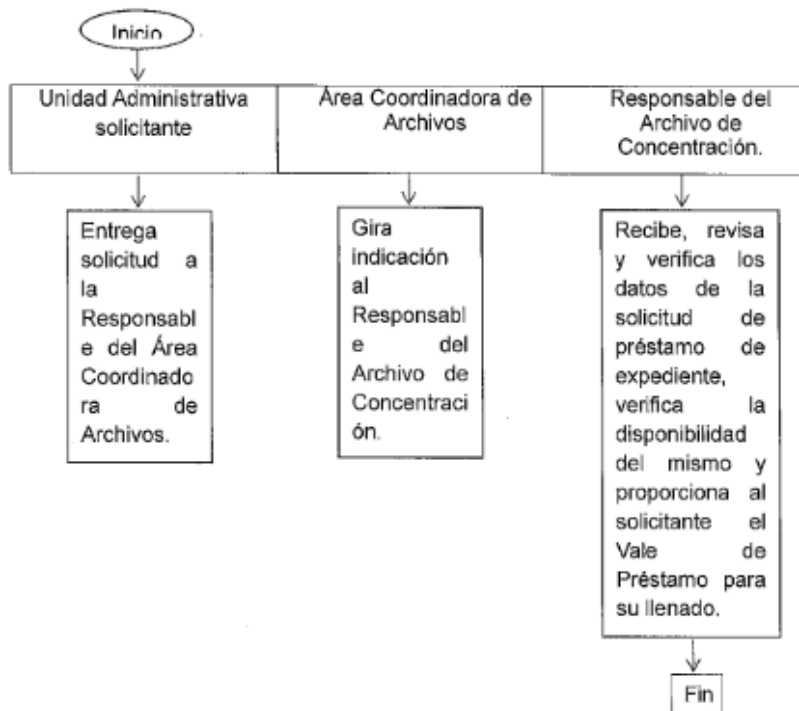 Inicio
Unidad Administrativa
solicitante
Área Coordinadora de
Archivos
Responsable del
Archivo de
Concentración.
Entrega
solicitud a
la
Responsabl
e del Área
Coordinado
ra de
Archivos.
Gira
indicación
al
Responsabl
e del
Archivo de
Concentraci
ón.
Recibe, revisa
y verifica los
datos de la
solicitud de
préstamo de
expediente,
verifica la
disponibilidad
del mismo y
proporciona al
solicitante el
Vale de
Préstamo para
su llenado.
Fin